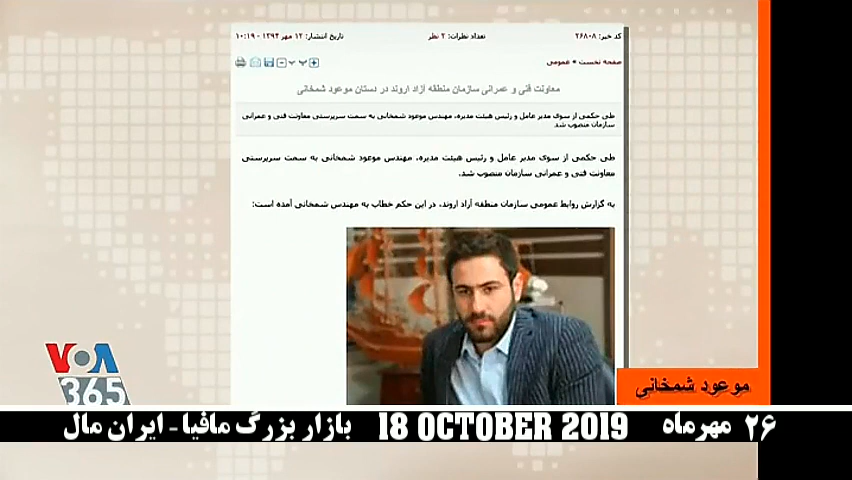 کد خبر: ۲۶۸۰۸ تعداد نظرات: ۲ نظر تاریخ انتشار: ۱۲ مهر ۱۳۹۴ - ۱۰:۱۹
صفحه نخست » عمومی
معاونت فنی و عمرانی سازمان منطقه آزاد اروند در دستان موعود شمخانی
طی حکمی از سوی مدیر عامل و رئیس هیئت مدیره، مهندس موعود شمخانی به سمت سرپرستی معاونت فنی و عمرانی
سازمان منصوب شد
طی حکمی از سوی مدیر عامل و رئیس هیئت مدیره، مهندس موعود شمخانی به سمت سرپرستی
معاونت فنی و عمرانی سازمان منصوب شد.
به گزارش روابط عمومی سازمان منطقه آزاد اروند، در این حکم خطاب به مهندس شمخانی آمده است:
موعود شمخانی
VOA
365
۲۶ مهرماه 18 OCTOBER 2019 بازار بزرگ مافیا - ایران مال